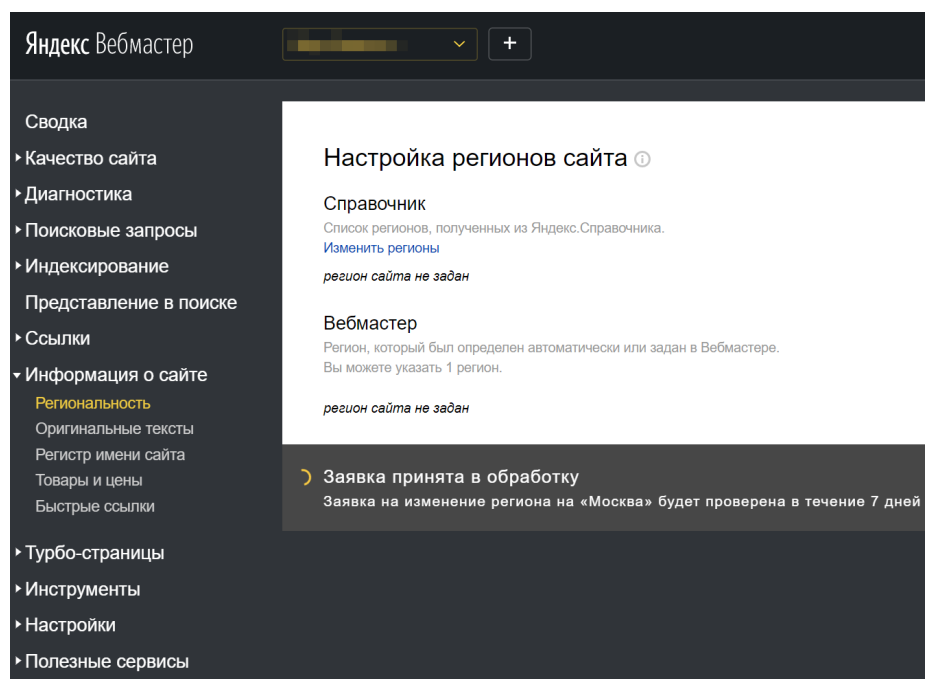 Яндекс Вебмастер
+
Сводка
Качество сайта
Диагностика
Поисковые запросы
Индексирование
Представление в поиске
Ссылки
Информация о сайте
Региональность
Оригинальные тексты
Регистр имени сайта
Товары и цены
Быстрые ссылки
Турбо-страницы
Инструменты
Настройки
Полезные сервисы
Настройка регионов сайта
Справочник
Список регионов, полученных из Яндекс.Справочника.
Изменить регионы
регион сайта не задан
Вебмастер
Регион, который был определен автоматически или задан в Вебмастере.
Вы можете указать 1 регион.
регион сайта не задан
Заявка принята в обработку
Заявка на изменение региона на «Москва» будет проверена в течение 7 дней